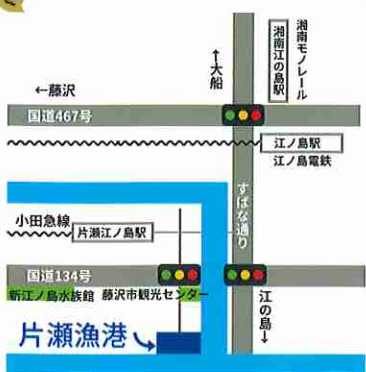 湘南モノレール
湘南江の島駅
↑大船
←藤沢
国道467号
江ノ島駅
江ノ島電鉄
すばな通り
小田急線
片瀬江ノ島駅
国道134号
新江ノ島水族館
藤沢市観光センター
江の島↓
片瀬漁港